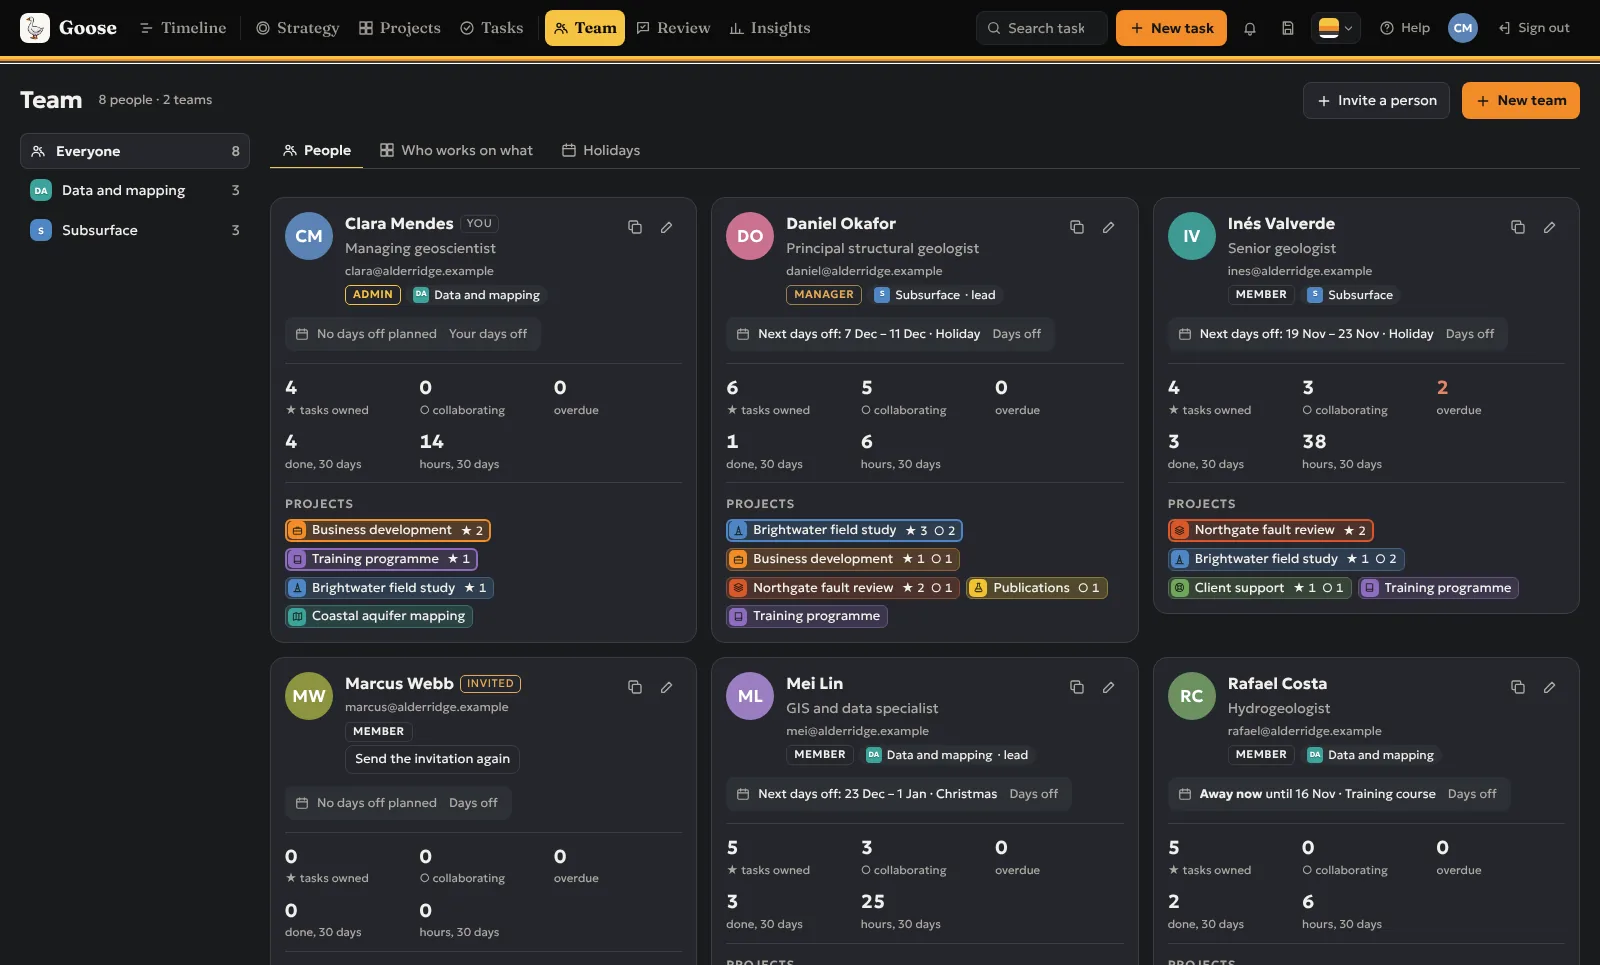 Goose Timeline Strategy Projects Tasks Team Review Insights Search task + New task Help CM Sign out
Team 8 people · 2 teams + Invite a person + New team
Everyone 8
DA Data and mapping 3
S Subsurface 3
People Who works on what Holidays
CM Clara Mendes YOU
Managing geoscientist
clara@alderridge.example
ADMIN DA Data and mapping
No days off planned Your days off
4 0 0
★ tasks owned O collaborating overdue
4 14
done, 30 days hours, 30 days
PROJECTS
Business development ★ 2
Training programme ★ 1
Brightwater field study ★ 1
Coastal aquifer mapping
DO Daniel Okafor
Principal structural geologist
daniel@alderridge.example
MANAGER S Subsurface · lead
Next days off: 7 Dec – 11 Dec · Holiday Days off
6 5 0
★ tasks owned O collaborating overdue
1 6
done, 30 days hours, 30 days
PROJECTS
Brightwater field study ★ 3 O 2
Business development ★ 1 O 1
Northgate fault review ★ 2 O 1 Publications O 1
Training programme
IV Inés Valverde
Senior geologist
ines@alderridge.example
MEMBER S Subsurface
Next days off: 19 Nov – 23 Nov · Holiday Days off
4 3 2
★ tasks owned O collaborating overdue
3 38
done, 30 days hours, 30 days
PROJECTS
Northgate fault review ★ 2
Brightwater field study ★ 1 O 2
Client support ★ 1 O 1 Training programme
MW Marcus Webb INVITED
marcus@alderridge.example
MEMBER
Send the invitation again
No days off planned Days off
0 0 0
★ tasks owned O collaborating overdue
0 0
done, 30 days hours, 30 days
ML Mei Lin
GIS and data specialist
mei@alderridge.example
MEMBER DA Data and mapping · lead
Next days off: 23 Dec – 1 Jan · Christmas Days off
5 3 0
★ tasks owned O collaborating overdue
3 25
done, 30 days hours, 30 days
PROJECTS
RC Rafael Costa
Hydrogeologist
rafael@alderridge.example
MEMBER DA Data and mapping
Away now until 16 Nov · Training course Days off
5 0 0
★ tasks owned O collaborating overdue
2 6
done, 30 days hours, 30 days
PROJECTS